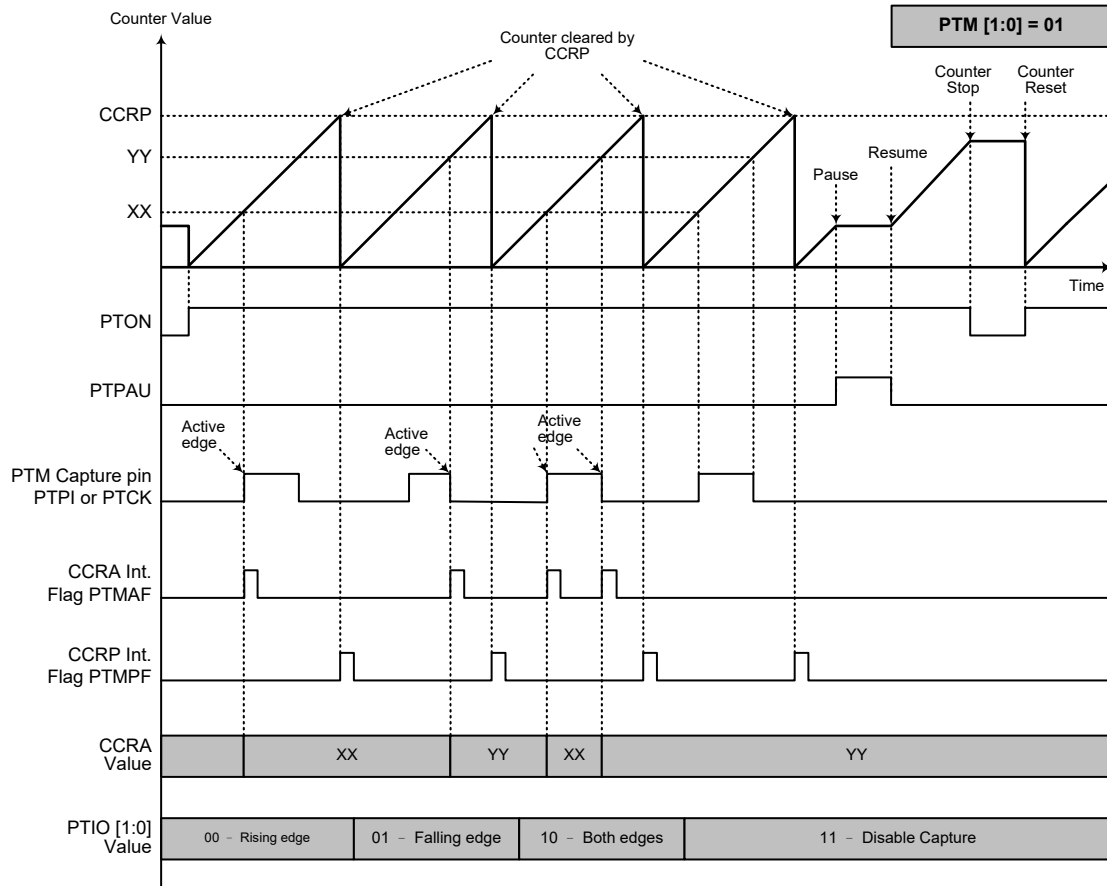 Counter Value
PTM [1:0] = 01
Counter cleared by
CCRP
Counter
Stop
Counter
Reset
CCRP
YY
Resume
Pause
XX
Time
PTON
PTPAU
Active
edge
Active
edge
Active
edge
PTM Capture pin
PTPI or PTCK
CCRA Int.
Flag PTMAF
CCRP Int.
Flag PTMPF
CCRA
Value
XX
YY
XX
YY
PTIO [1:0]
Value
00 - Rising edge
01 - Falling edge
10 - Both edges
11 - Disable Capture